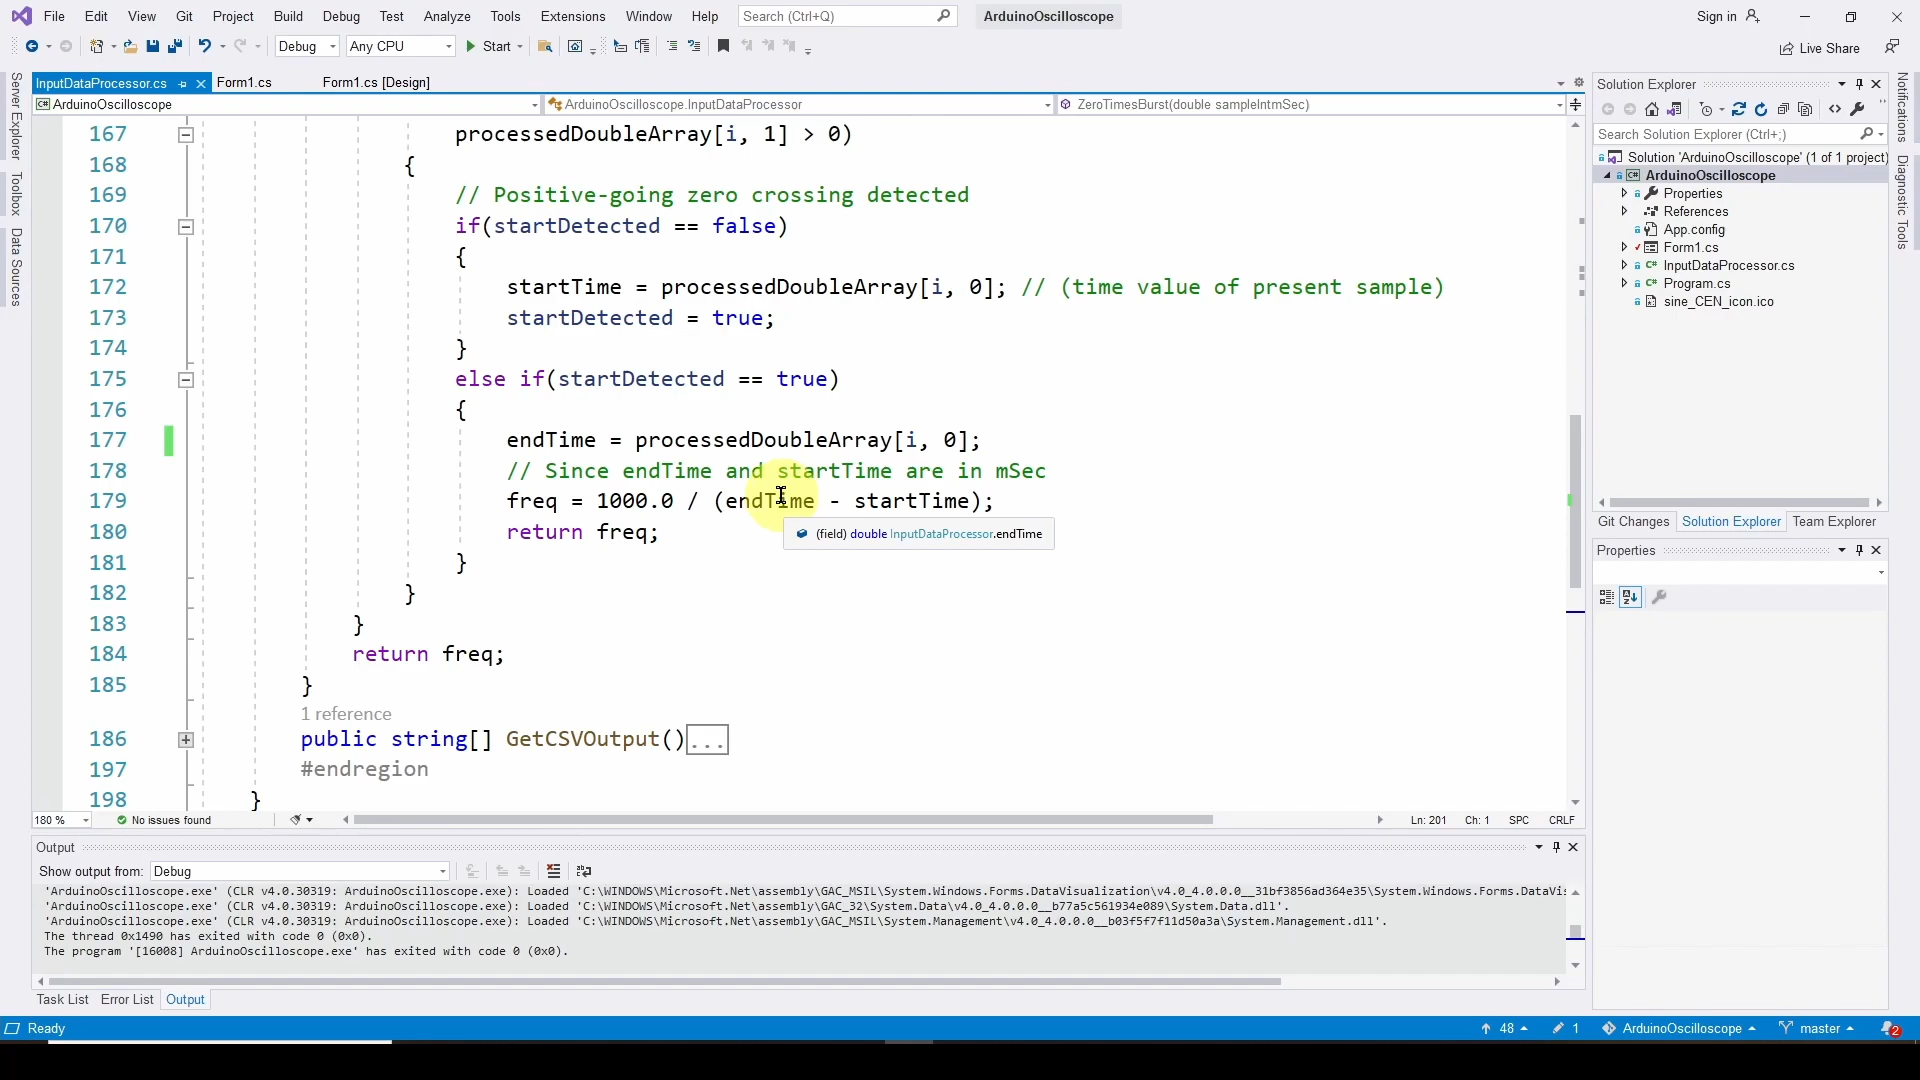 File Edit View Git Project Build Debug Test Analyze Tools Extensions Window Help Search (Ctrl+Q) ArduinoOscilloscope Sign in
Debug Any CPU Start Live Share
Server Explorer
Toolbox
Data Sources
InputDataProcessor.cs Form1.cs Form1.cs [Design]
ArduinoOscilloscope ArduinoOscilloscope.InputDataProcessor ZeroTimesBurst(double sampleIntmSec)
167 processedDoubleArray[i, 1] > 0)
168 {
169 // Positive-going zero crossing detected
170 if(startDetected == false)
171 {
172 startTime = processedDoubleArray[i, 0]; // (time value of present sample)
173 startDetected = true;
174 }
175 else if(startDetected == true)
176 {
177 endTime = processedDoubleArray[i, 0];
178 // Since endTime and startTime are in mSec
179 freq = 1000.0 / (endTime - startTime);
180 return freq;
(field) double InputDataProcessor.endTime
181 }
182 }
183 }
184 return freq;
185 }
1 reference
186 public string[] GetCSVOutput()...
197 #endregion
198 }
180 % No issues found Ln: 201 Ch: 1 SPC CRLF
Output
Show output from: Debug
'ArduinoOscilloscope.exe' (CLR v4.0.30319: ArduinoOscilloscope.exe): Loaded 'C:\WINDOWS\Microsoft.Net\assembly\GAC_MSIL\System.Windows.Forms.DataVisualization\v4.0_4.0.0.0__31bf3856ad364e35\System.Windows.Forms.DataVis
'ArduinoOscilloscope.exe' (CLR v4.0.30319: ArduinoOscilloscope.exe): Loaded 'C:\WINDOWS\Microsoft.Net\assembly\GAC_32\System.Data\v4.0_4.0.0.0__b77a5c561934e089\System.Data.dll'.
'ArduinoOscilloscope.exe' (CLR v4.0.30319: ArduinoOscilloscope.exe): Loaded 'C:\WINDOWS\Microsoft.Net\assembly\GAC_MSIL\System.Management\v4.0_4.0.0.0__b03f5f7f11d50a3a\System.Management.dll'.
The thread 0x1490 has exited with code 0 (0x0).
The program '[16008] ArduinoOscilloscope.exe' has exited with code 0 (0x0).
Task List Error List Output
Solution Explorer
Search Solution Explorer (Ctrl+;)
Solution 'ArduinoOscilloscope' (1 of 1 project)
ArduinoOscilloscope
Properties
References
App.config
Form1.cs
InputDataProcessor.cs
Program.cs
sine_CEN_icon.ico
Git Changes Solution Explorer Team Explorer
Properties
Notifications
Diagnostic Tools
Ready 48 1 ArduinoOscilloscope master 2